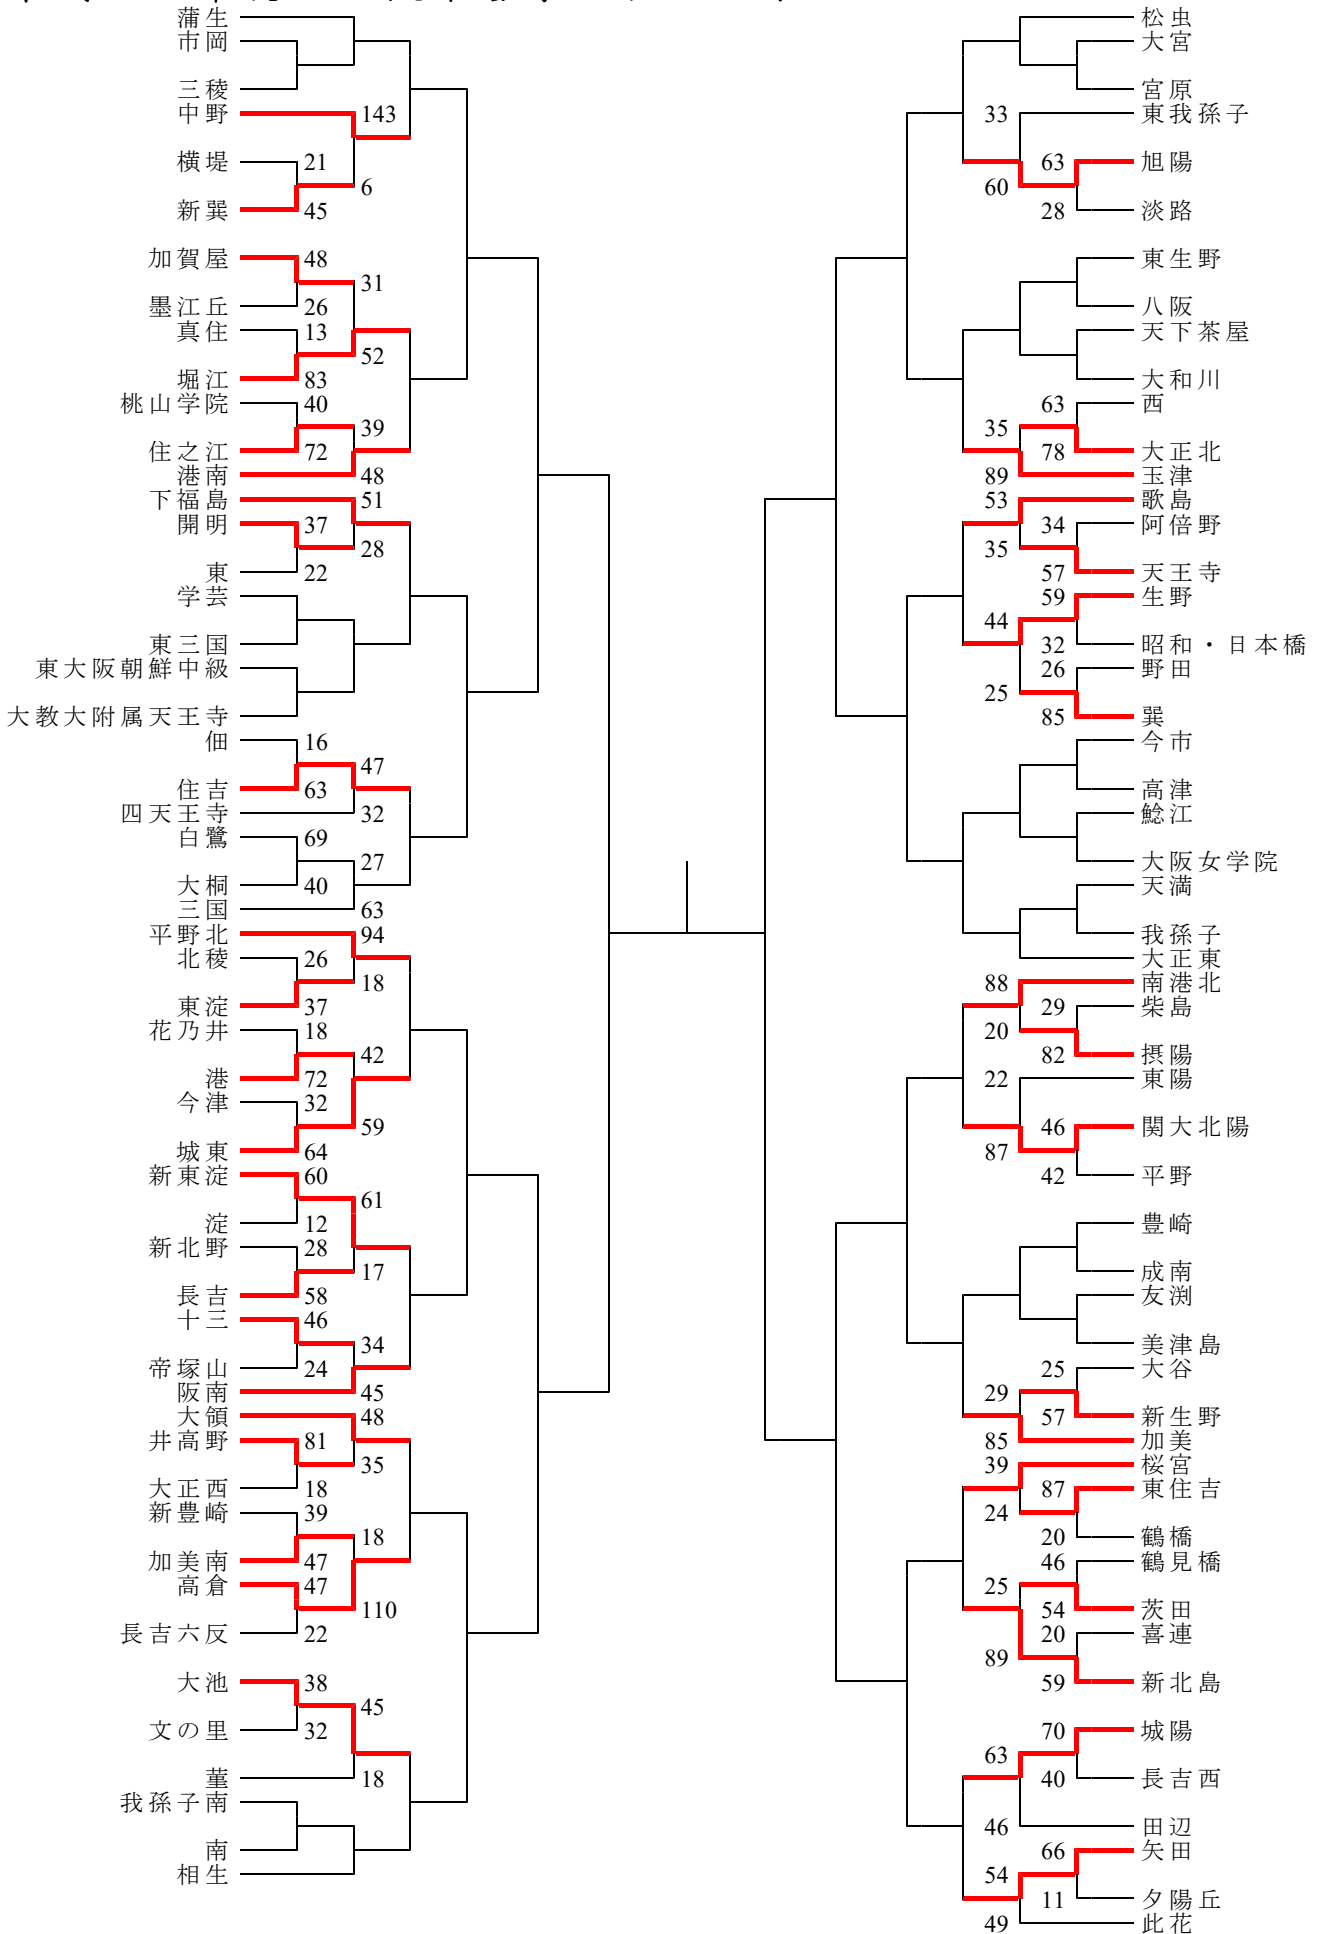 蒲生
市岡
三稜
中野
143
横堤
21
6
新巽
45
加賀屋
48
31
墨江丘
26
真住
13
52
堀江
83
桃山学院
40
39
住之江
72
港南
48
下福島
51
開明
37
28
東
22
学芸
東三国
東大阪朝鮮中級
大教大附属天王寺
佃
16
47
住吉
63
四天王寺
32
白鷺
69
27
大桐
40
三国
63
平野北
94
北稜
26
18
東淀
37
花乃井
18
42
港
72
今津
32
59
城東
64
新東淀
60
61
淀
12
新北野
28
17
長吉
58
十三
46
34
帝塚山
24
阪南
45
大領
48
井高野
81
35
大正西
18
新豊崎
39
18
加美南
47
高倉
47
110
長吉六反
22
大池
38
45
文の里
32
菫
18
我孫子南
南
相生
松虫
大宮
宮原
33
東我孫子
63
旭陽
60
28
淡路
東生野
八阪
天下茶屋
大和川
63
西
35
78
大正北
89
玉津
53
歌島
34
阿倍野
35
57
天王寺
59
生野
44
32
昭和・日本橋
26
野田
25
85
巽
今市
高津
鯰江
大阪女学院
天満
我孫子
大正東
88
南港北
29
柴島
20
82
摂陽
22
東陽
46
関大北陽
87
42
平野
豊崎
成南
友渕
美津島
25
大谷
29
57
新生野
85
加美
39
桜宮
87
東住吉
24
20
鶴橋
46
鶴見橋
25
54
茨田
20
喜連
89
59
新北島
70
城陽
63
40
長吉西
46
田辺
66
矢田
54
11
夕陽丘
49
此花